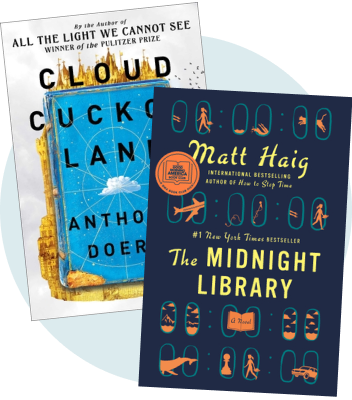 By the Author of
ALL THE LIGHT WE CANNOT SEE
WINNER OF THE PULITZER PRIZE
CLOUD
CUCKO
LAN
ANTHO
DOER
Matt Haig
INTERNATIONAL BESTSELLING
AUTHOR OF How to Stop Time
#1 New York Times BESTSELLER
The MIDNIGHT
LIBRARY
A Novel